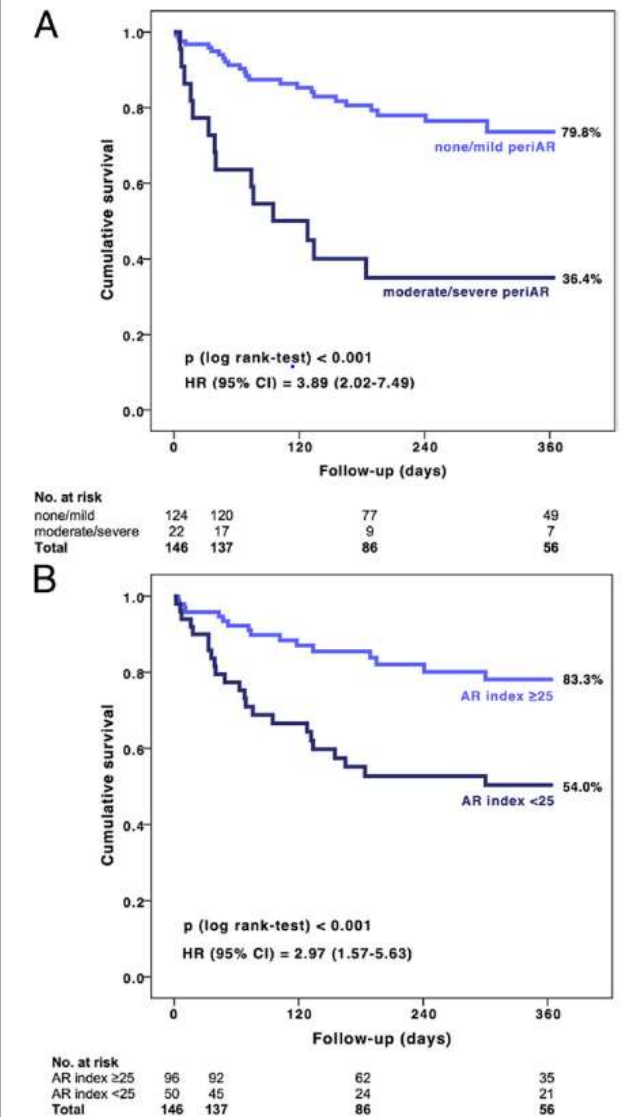 A
Cumulative survival
1.0
0.8
0.6
0.4
0.2
0.0
79.8%
none/mild periAR
36.4%
moderate/severe periAR
p (log rank-test) < 0.001
HR (95% CI) = 3.89 (2.02-7.49)
0 120 240 360
Follow-up (days)
No. at risk
none/mild 124 120 77 49
moderate/severe 22 17 9 7
Total 146 137 86 56
B
Cumulative survival
1.0
0.8
0.6
0.4
0.2
0.0
83.3%
AR index ≥25
54.0%
AR index <25
p (log rank-test) < 0.001
HR (95% CI) = 2.97 (1.57-5.63)
0 120 240 360
Follow-up (days)
No. at risk
AR index ≥25 96 92 62 35
AR index <25 50 45 24 21
Total 146 137 86 56